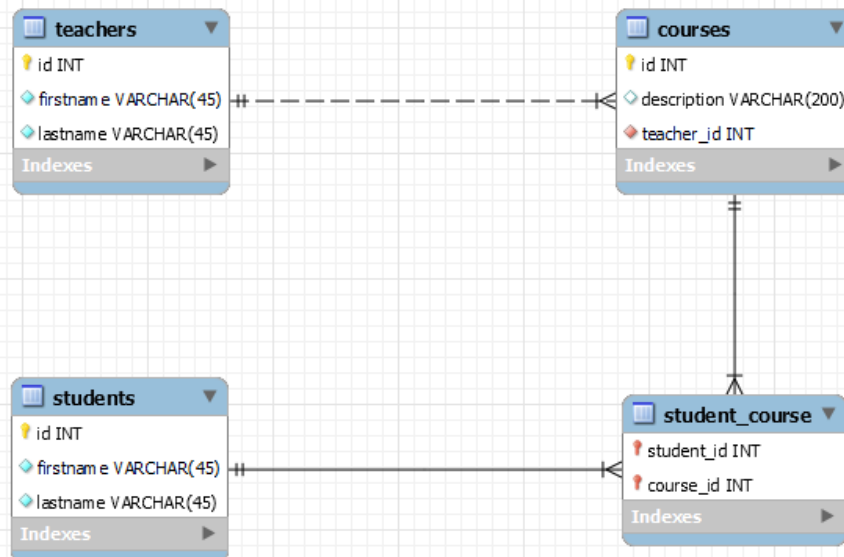 teachers
id INT
firstname VARCHAR(45)
lastname VARCHAR(45)
Indexes
courses
id INT
description VARCHAR(200)
teacher_id INT
Indexes
students
id INT
firstname VARCHAR(45)
lastname VARCHAR(45)
Indexes
student_course
student_id INT
course_id INT
Indexes